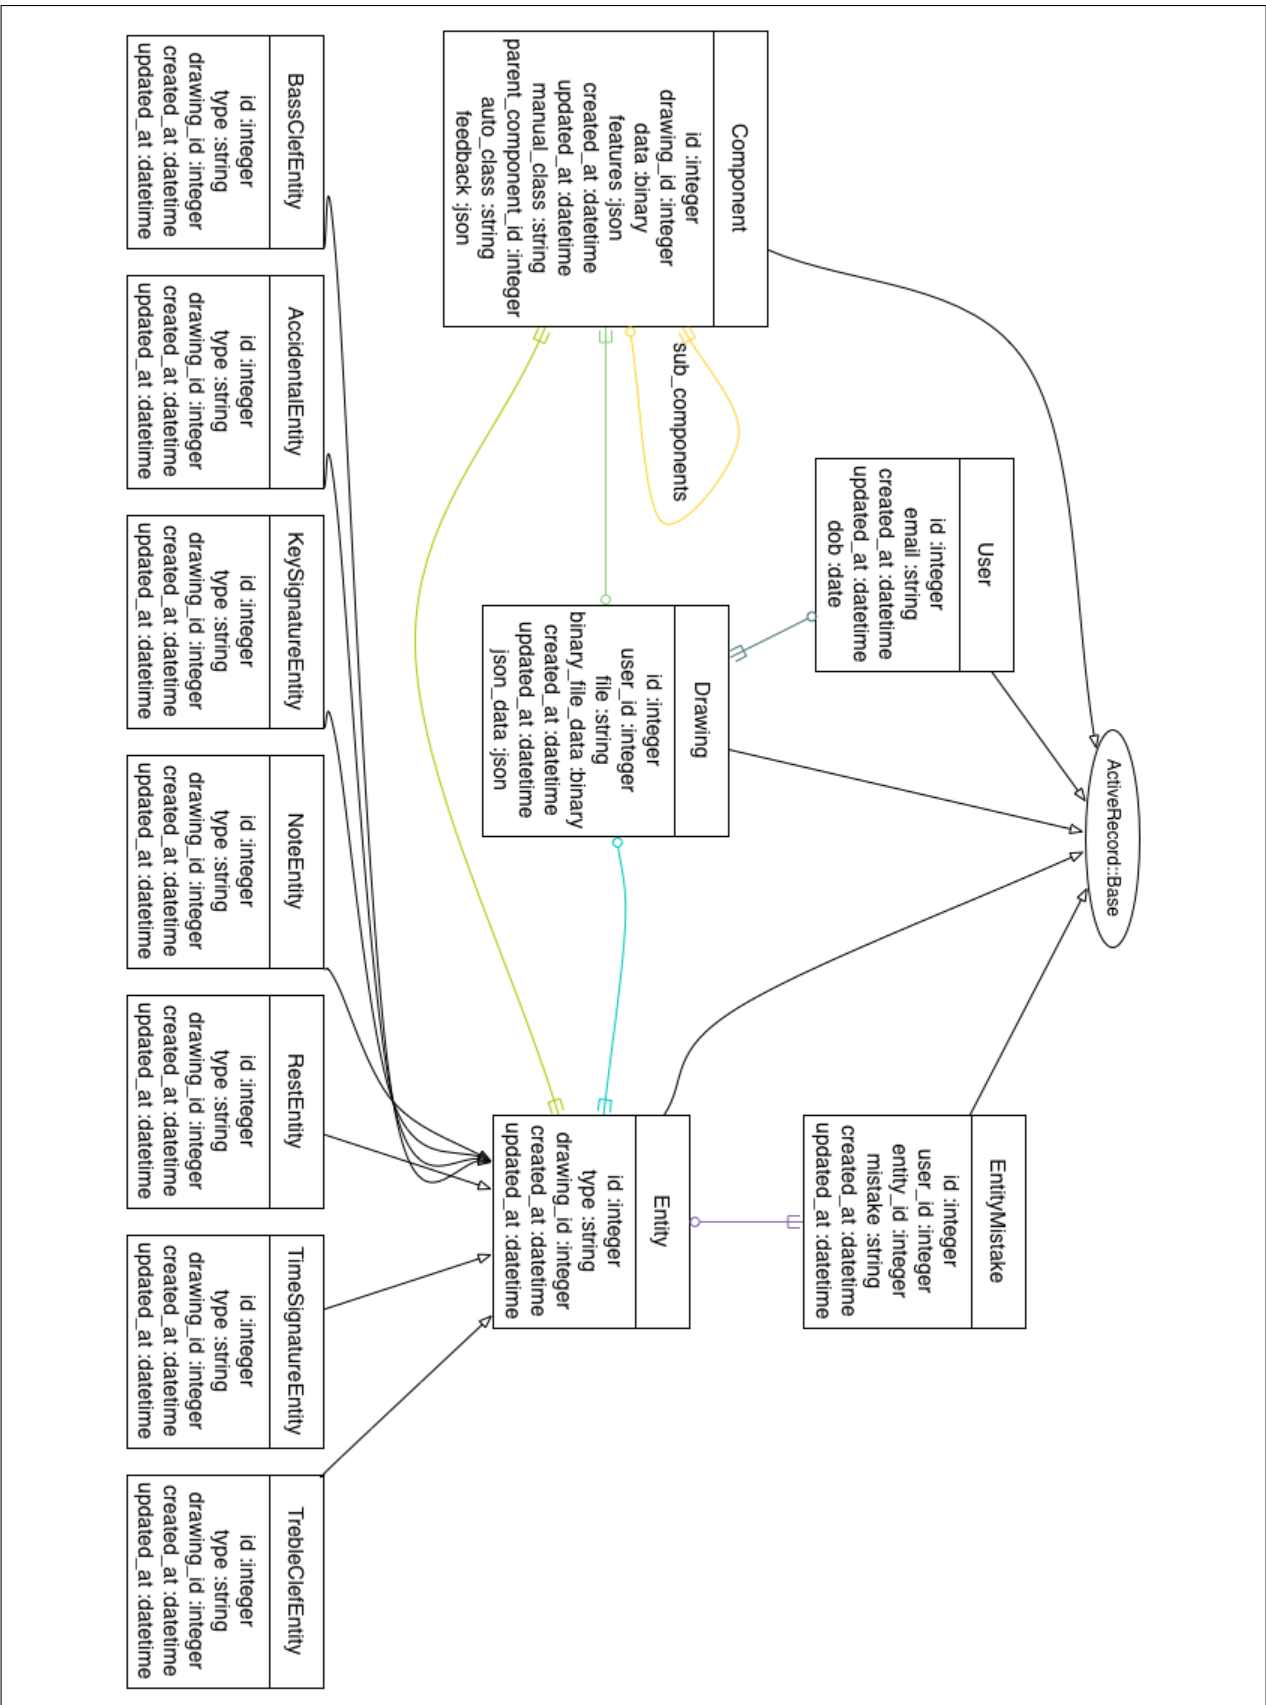 ActiveRecord::Base
User
id :integer
email :string
created_at :datetime
updated_at :datetime
dob :date
EntityMistake
id :integer
user_id :integer
entity_id :integer
mistake :string
created_at :datetime
updated_at :datetime
Component
id :integer
drawing_id :integer
data :binary
features :json
created_at :datetime
updated_at :datetime
manual_class :string
parent_component_id :integer
auto_class :string
feedback :json
sub_components
Drawing
id :integer
user_id :integer
file :string
binary_file_data :binary
created_at :datetime
updated_at :datetime
json_data :json
Entity
id :integer
type :string
drawing_id :integer
created_at :datetime
updated_at :datetime
BassClefEntity
id :integer
type :string
drawing_id :integer
created_at :datetime
updated_at :datetime
AccidentalEntity
id :integer
type :string
drawing_id :integer
created_at :datetime
updated_at :datetime
KeySignatureEntity
id :integer
type :string
drawing_id :integer
created_at :datetime
updated_at :datetime
NoteEntity
id :integer
type :string
drawing_id :integer
created_at :datetime
updated_at :datetime
RestEntity
id :integer
type :string
drawing_id :integer
created_at :datetime
updated_at :datetime
TimeSignatureEntity
id :integer
type :string
drawing_id :integer
created_at :datetime
updated_at :datetime
TrebleClefEntity
id :integer
type :string
drawing_id :integer
created_at :datetime
updated_at :datetime